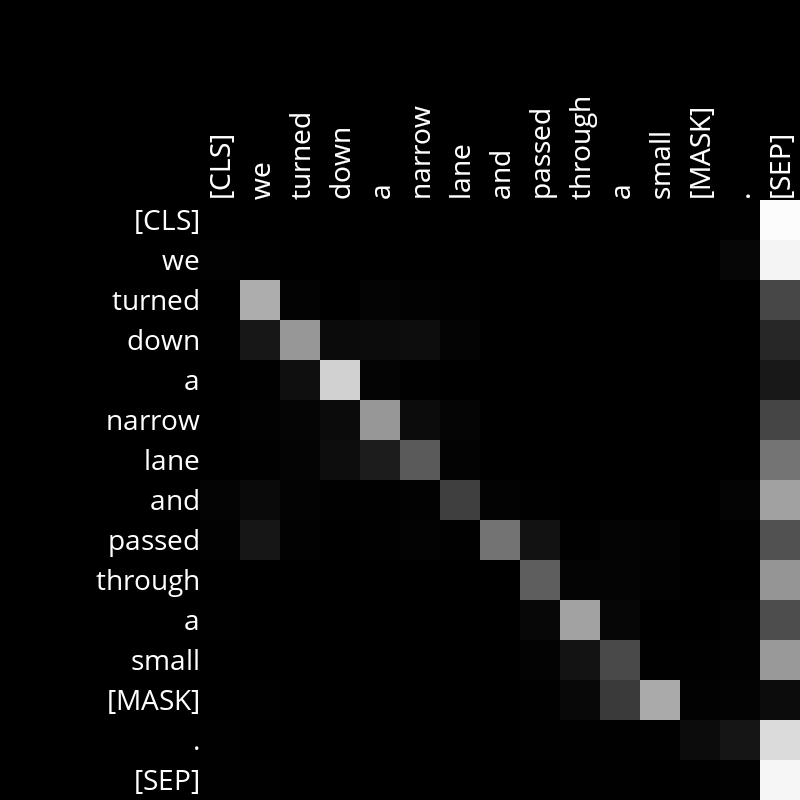 [CLS] we turned down a narrow lane and passed through a small [MASK] . [SEP]
[CLS]
we
turned
down
a
narrow
lane
and
passed
through
a
small
[MASK]
.
[SEP]